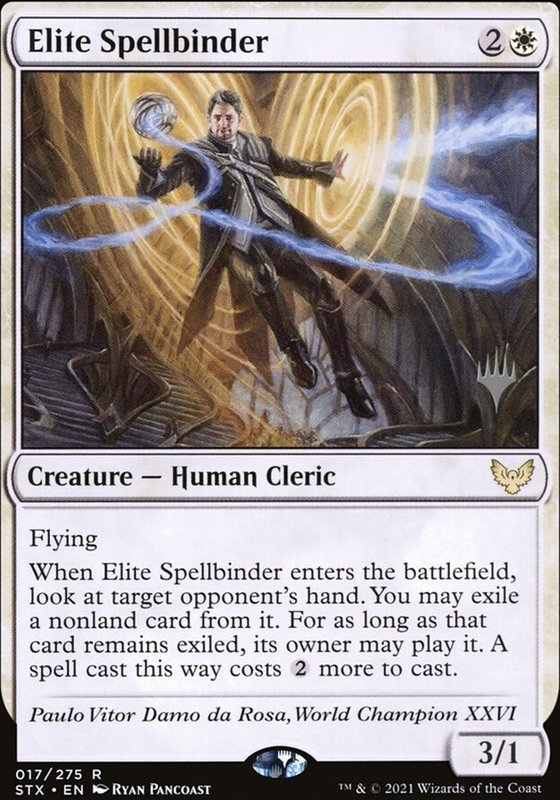 Elite Spellbinder 2
Creature — Human Cleric
Flying
When Elite Spellbinder enters the battlefield,
look at target opponent's hand. You may exile
a nonland card from it. For as long as that
card remains exiled, its owner may play it. A
spell cast this way costs 2 more to cast.
Paulo Vitor Damo da Rosa, World Champion XXVI
3/1
017/275 R
STX • EN Ryan Pancoast
™ & © 2021 Wizards of the Coast